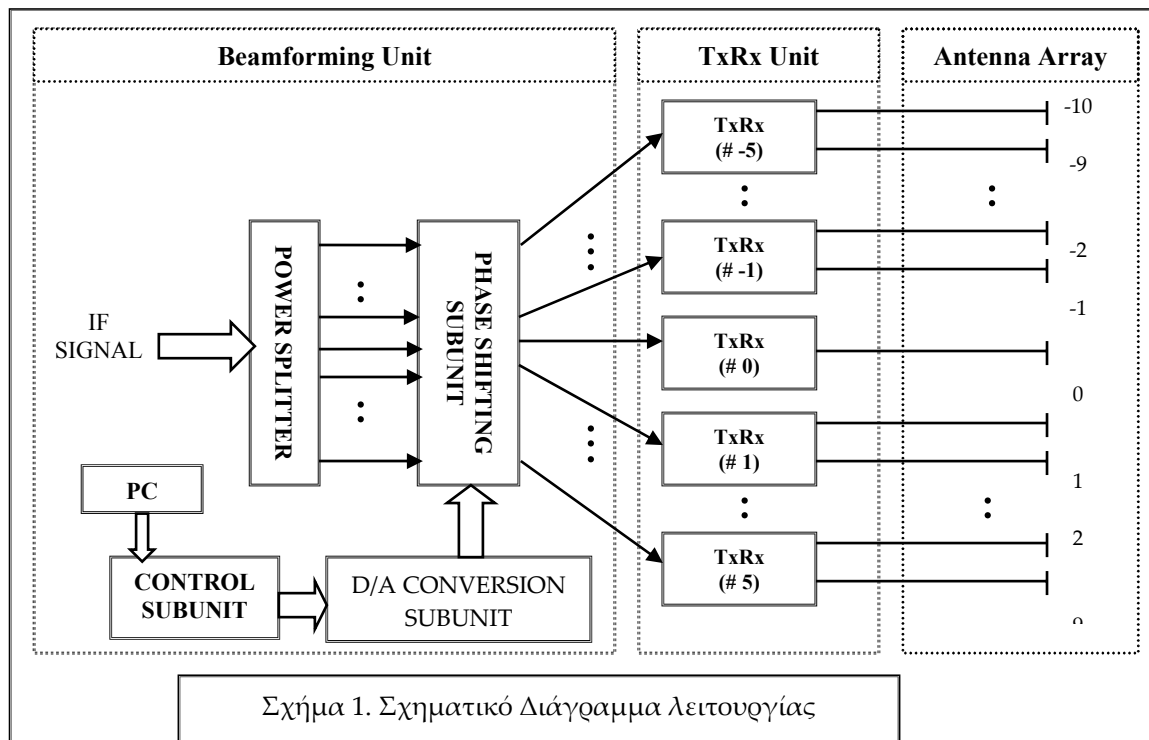 Beamforming Unit
TxRx Unit
Antenna Array
IF
SIGNAL
POWER SPLITTER
PHASE SHIFTING
SUBUNIT
PC
CONTROL
SUBUNIT
D/A CONVERSION
SUBUNIT
TxRx
(# -5)
TxRx
(# -1)
TxRx
(# 0)
TxRx
(# 1)
TxRx
(# 5)
-10
-9
-2
-1
0
1
2
Σχήμα 1. Σχηματικό Διάγραμμα λειτουργίας